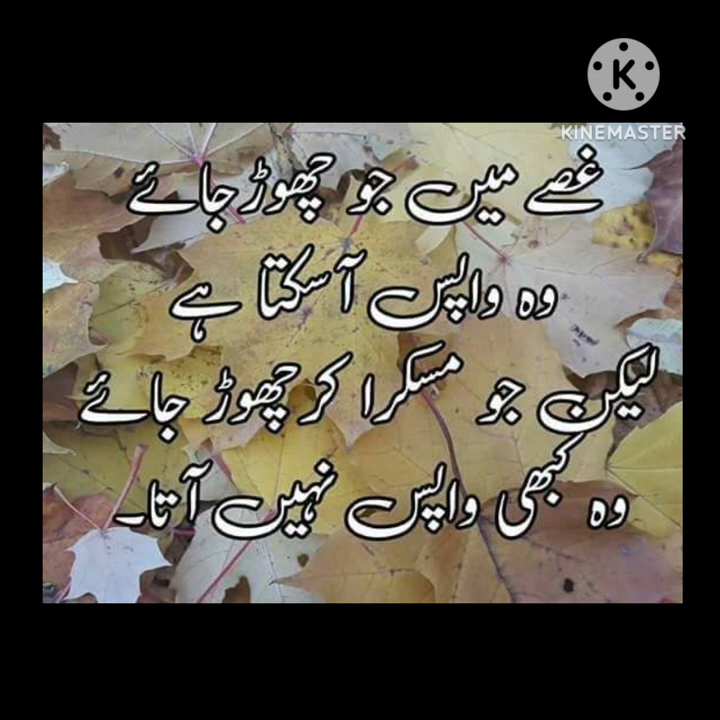 KINEMASTER
غصے میں جو چھوڑ جائے
وہ واپس آ سکتا ہے
لیکن جو مسکرا کر چھوڑ جائے
وہ کبھی واپس نہیں آتا۔